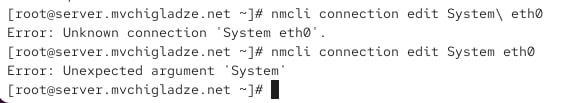 [root@server.mvchigladze.net ~]# nmcli connection edit System\ eth0
Error: Unknown connection 'System eth0'.
[root@server.mvchigladze.net ~]# nmcli connection edit System eth0
Error: Unexpected argument 'System'
[root@server.mvchigladze.net ~]#